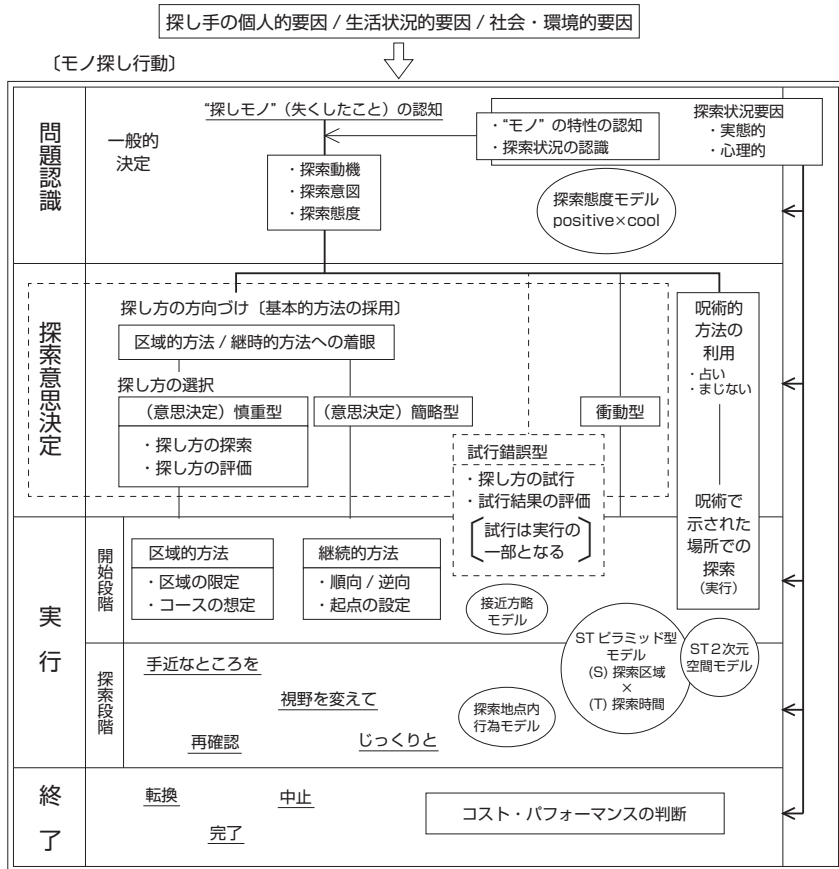 探し手の個人的要因 / 生活状況的要因 / 社会・環境的要因
〔モノ探し行動〕
問題認識
一般的
決定
“探しモノ”（失くしたこと）の認知
・“モノ”の特性の認知
・探索状況の認識
探索状況要因
・実態的
・心理的
・探索動機
・探索意図
・探索態度
探索態度モデル
positive×cool
探索意思決定
探し方の方向づけ〔基本的方法の採用〕
区域的方法 / 継時的方法への着眼
探し方の選択
（意思決定）慎重型
・探し方の探索
・探し方の評価
（意思決定）簡略型
試行錯誤型
・探し方の試行
・試行結果の評価
試行は実行の
一部となる
衝動型
呪術的
方法の
利用
・占い
・まじない
呪術で
示された
場所での
探索
(実行)
実行
開始段階
区域的方法
・区域の限定
・コースの想定
継続的方法
・順向 / 逆向
・起点の設定
接近方略
モデル
ST ピラミッド型
モデル
(S) 探索区域
×
(T) 探索時間
ST２次元
空間モデル
探索段階
手近なところを
視野を変えて
再確認
じっくりと
探索地点内
行為モデル
終了
転換
中止
完了
コスト・パフォーマンスの判断